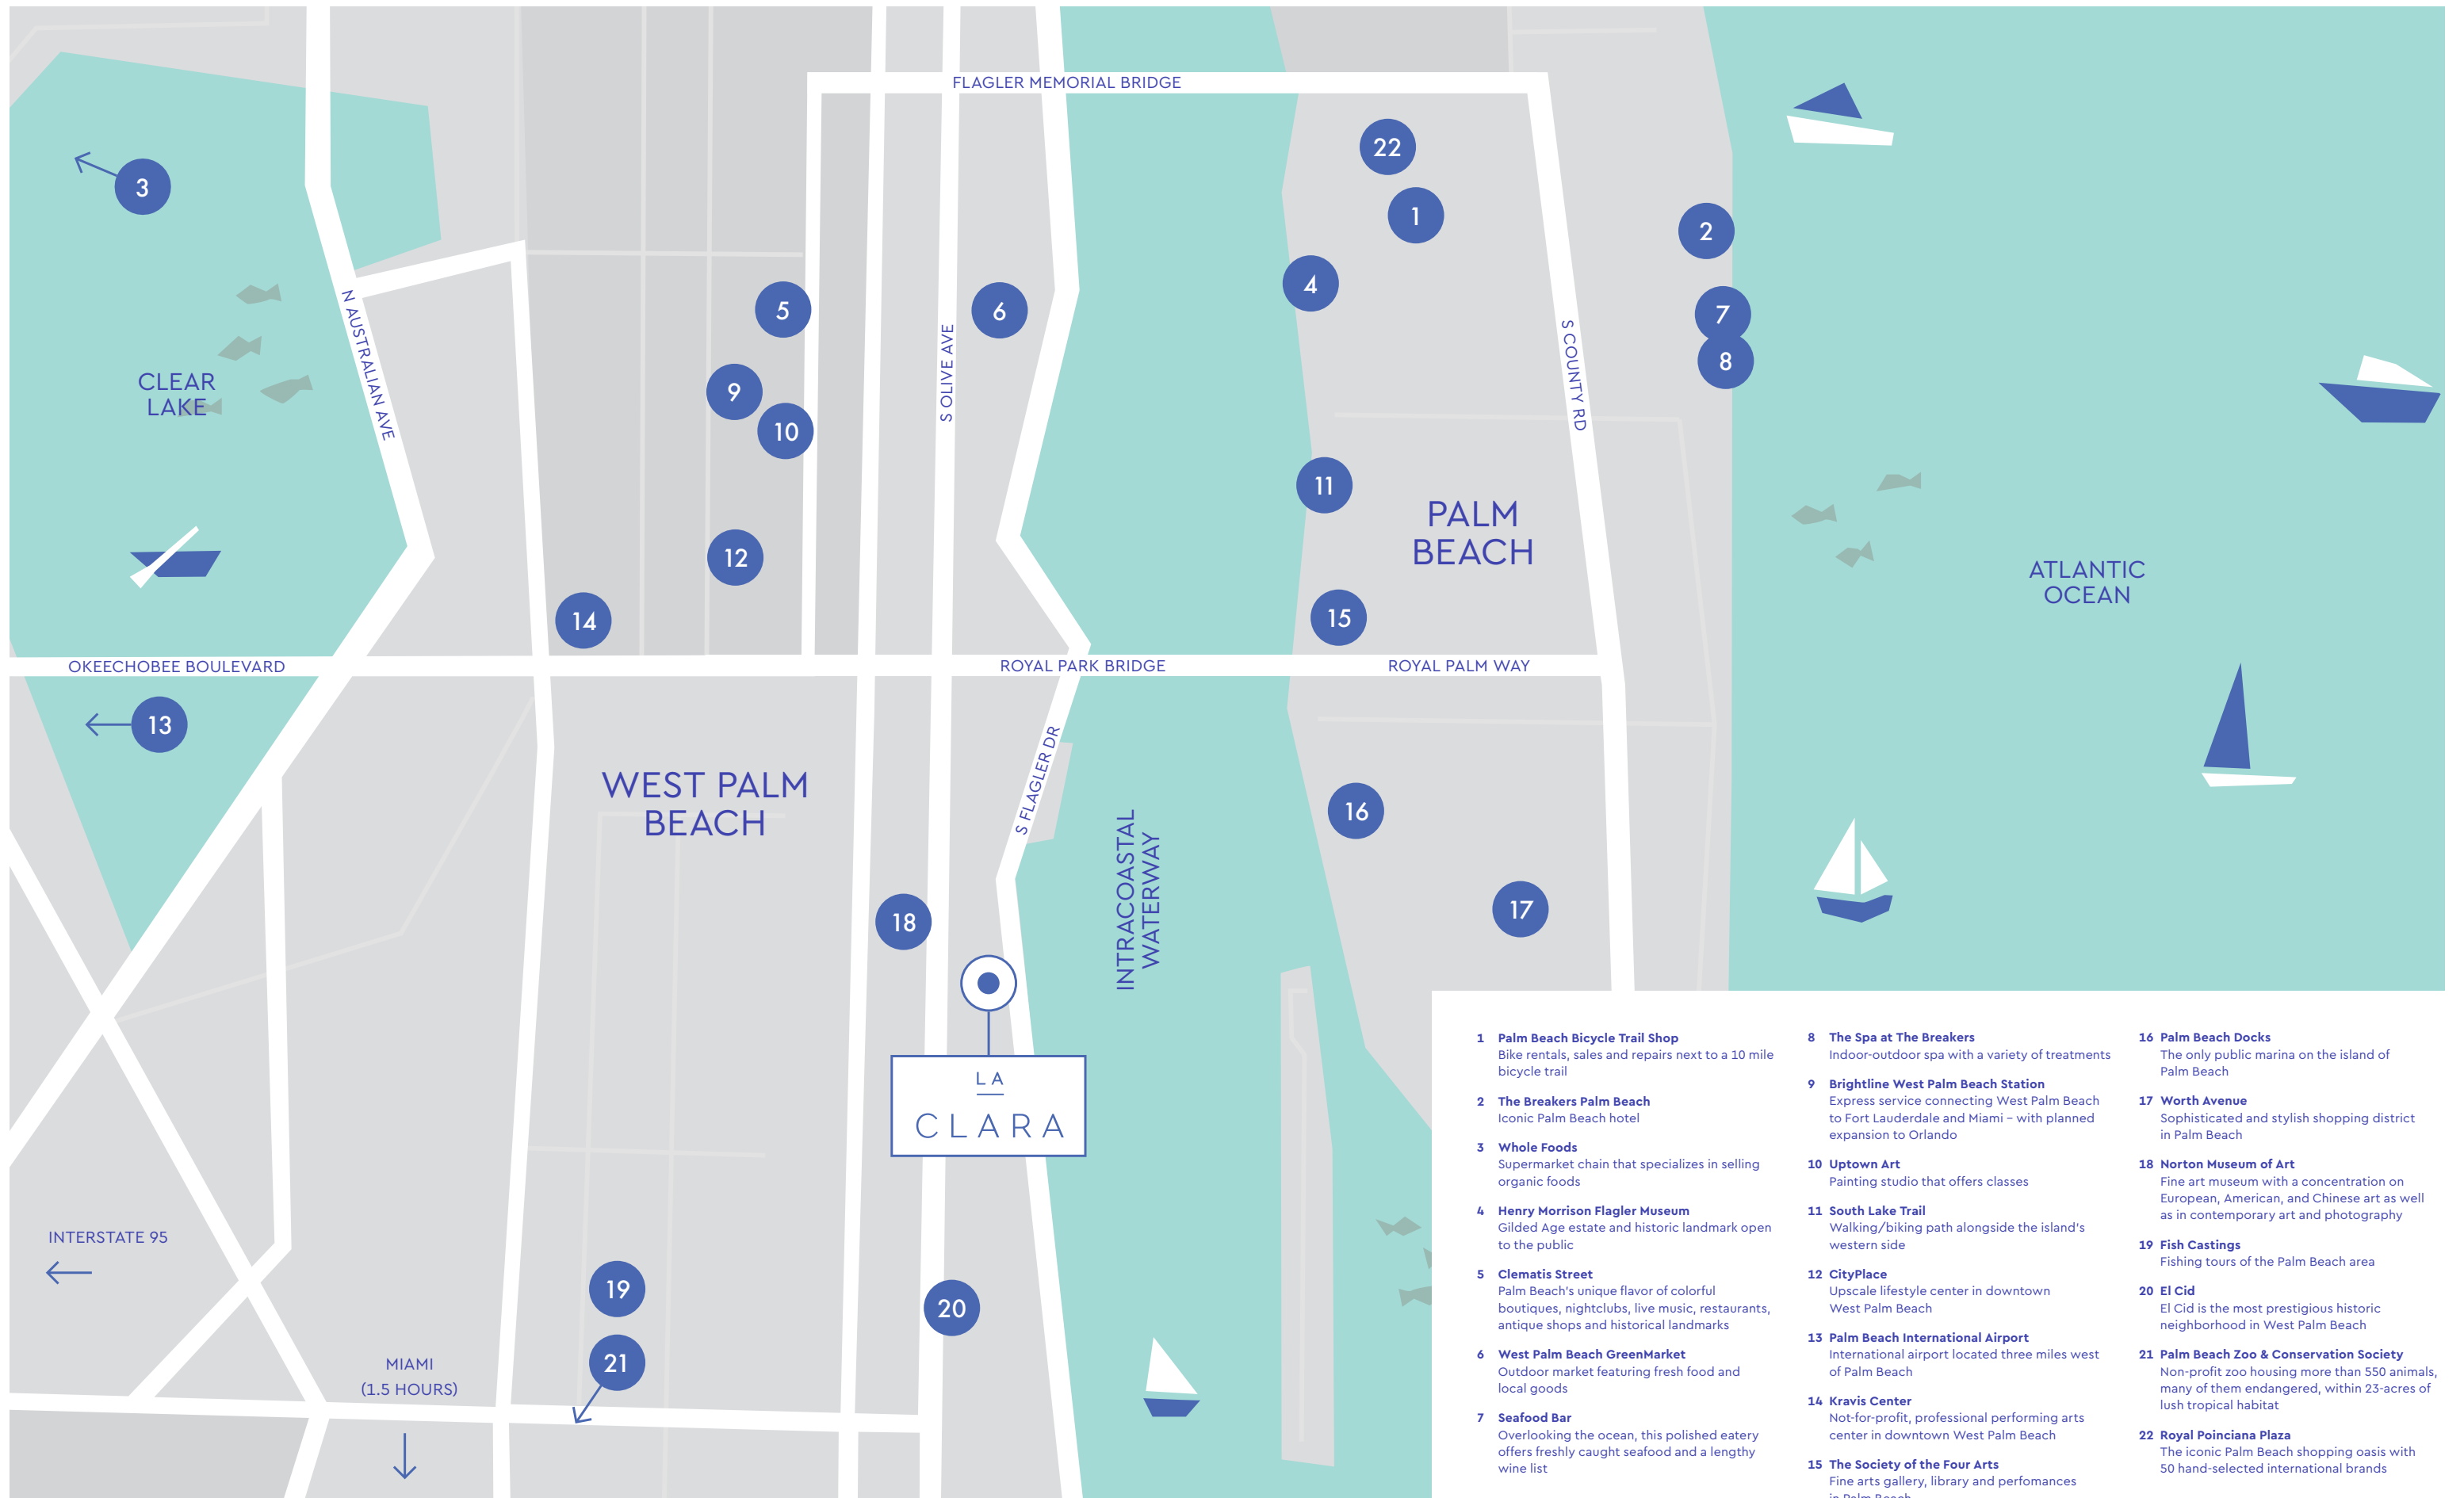 FLAGLER MEMORIAL BRIDGE
22
3
1
2
4
5
6
7
8
N AUSTRALIAN AVE
S OLIVE AVE
S COUNTY RD
CLEAR
LAKE
9
10
11
PALM
BEACH
12
ATLANTIC
OCEAN
14
15
OKEECHOBEE BOULEVARD
ROYAL PARK BRIDGE
ROYAL PALM WAY
13
S FLAGLER DR
WEST PALM
BEACH
16
INTRACOASTAL
WATERWAY
17
18
LA
CLARA
INTERSTATE 95
19
20
21
MIAMI
(1.5 HOURS)
1 Palm Beach Bicycle Trail Shop
Bike rentals, sales and repairs next to a 10 mile
bicycle trail
2 The Breakers Palm Beach
Iconic Palm Beach hotel
3 Whole Foods
Supermarket chain that specializes in selling
organic foods
4 Henry Morrison Flagler Museum
Gilded Age estate and historic landmark open
to the public
5 Clematis Street
Palm Beach's unique flavor of colorful
boutiques, nightclubs, live music, restaurants,
antique shops and historical landmarks
6 West Palm Beach GreenMarket
Outdoor market featuring fresh food and
local goods
7 Seafood Bar
Overlooking the ocean, this polished eatery
offers freshly caught seafood and a lengthy
wine list
8 The Spa at The Breakers
Indoor-outdoor spa with a variety of treatments
9 Brightline West Palm Beach Station
Express service connecting West Palm Beach
to Fort Lauderdale and Miami – with planned
expansion to Orlando
10 Uptown Art
Painting studio that offers classes
11 South Lake Trail
Walking/biking path alongside the island's
western side
12 CityPlace
Upscale lifestyle center in downtown
West Palm Beach
13 Palm Beach International Airport
International airport located three miles west
of Palm Beach
14 Kravis Center
Not-for-profit, professional performing arts
center in downtown West Palm Beach
15 The Society of the Four Arts
Fine arts gallery, library and perfomances
in Palm Beach
16 Palm Beach Docks
The only public marina on the island of
Palm Beach
17 Worth Avenue
Sophisticated and stylish shopping district
in Palm Beach
18 Norton Museum of Art
Fine art museum with a concentration on
European, American, and Chinese art as well
as in contemporary art and photography
19 Fish Castings
Fishing tours of the Palm Beach area
20 El Cid
El Cid is the most prestigious historic
neighborhood in West Palm Beach
21 Palm Beach Zoo & Conservation Society
Non-profit zoo housing more than 550 animals,
many of them endangered, within 23-acres of
lush tropical habitat
22 Royal Poinciana Plaza
The iconic Palm Beach shopping oasis with
50 hand-selected international brands